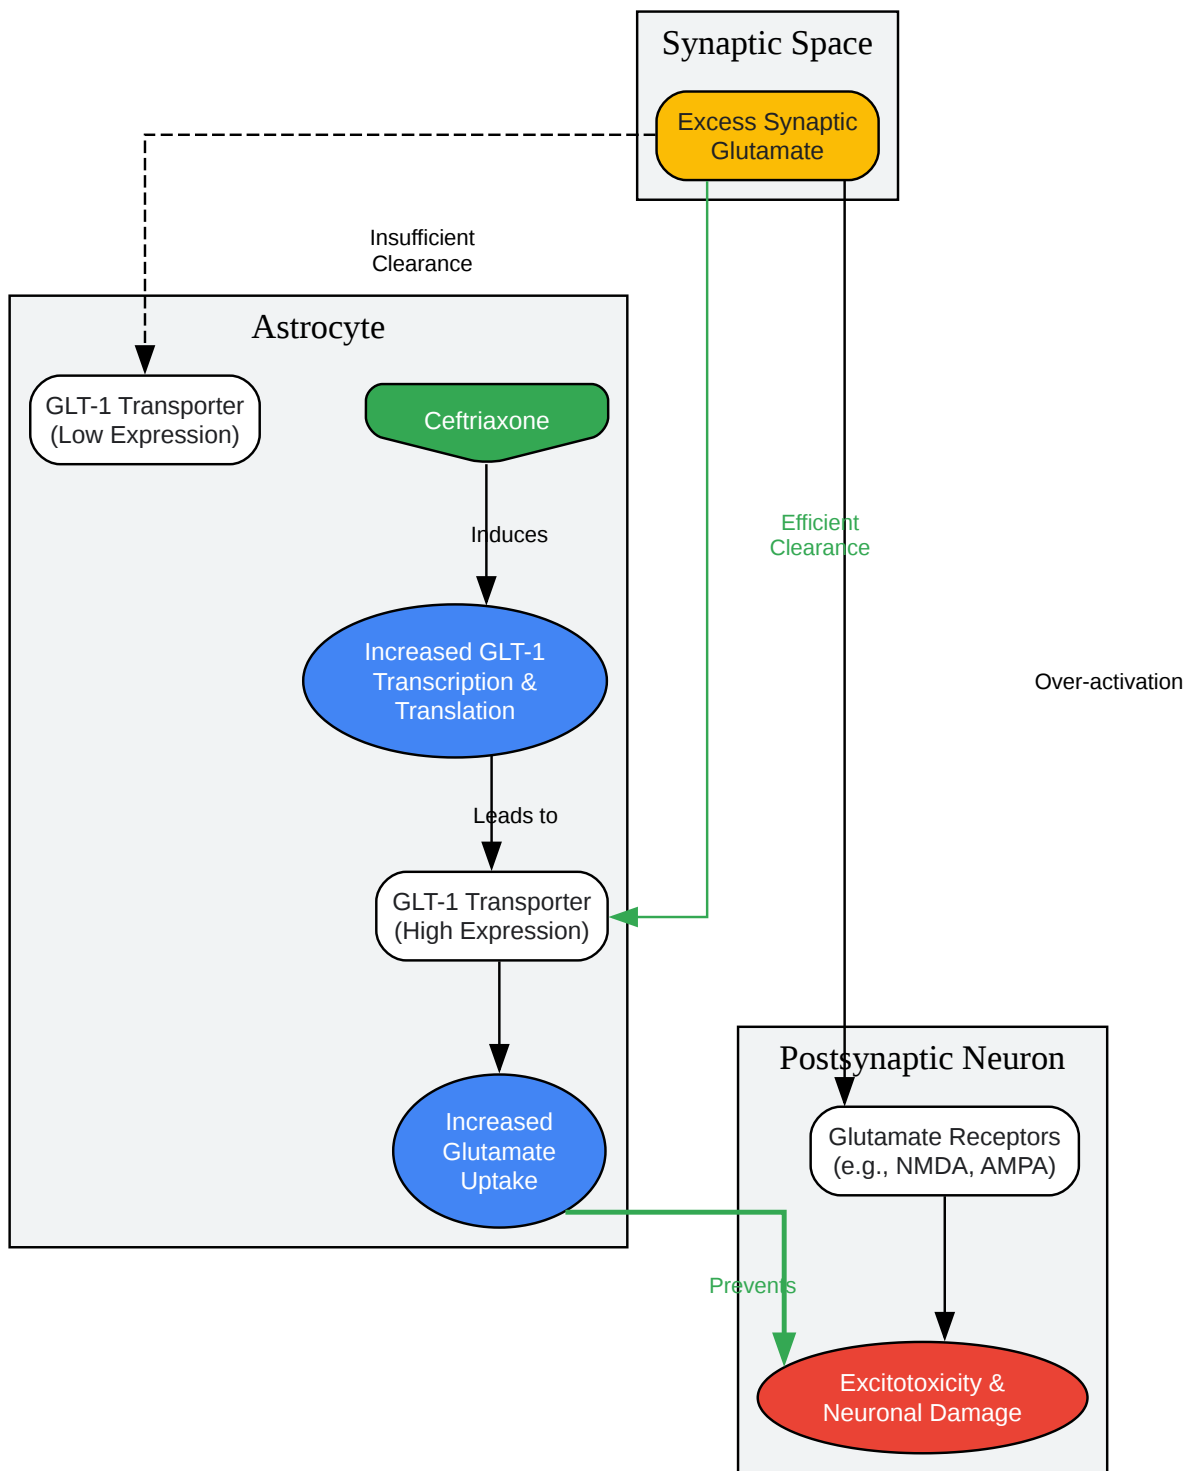 Synaptic Space
Excess Synaptic
Glutamate
Insufficient
Clearance
Astrocyte
GLT-1 Transporter
(Low Expression)
Ceftriaxone
Induces
Efficient
Clearance
Increased GLT-1
Transcription &
Translation
Over-activation
Leads to
GLT-1 Transporter
(High Expression)
Increased
Glutamate
Uptake
Postsynaptic Neuron
Glutamate Receptors
(e.g., NMDA, AMPA)
Prevents
Excitotoxicity &
Neuronal Damage